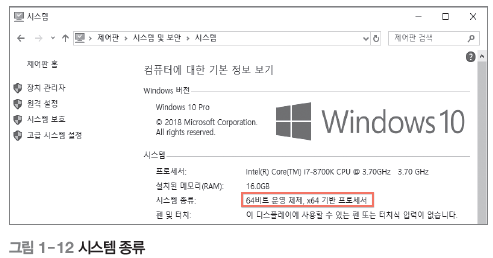 시스템
제어판 > 시스템 및 보안 > 시스템
제어판 검색
제어판 홈
장치 관리자
원격 설정
시스템 보호
고급 시스템 설정
컴퓨터에 대한 기본 정보 보기
Windows 버전
Windows 10 Pro
© 2018 Microsoft Corporation.
All rights reserved.
Windows 10
시스템
프로세서: Intel(R) Core(TM) i7-8700K CPU @ 3.70GHz 3.70 GHz
설치된 메모리(RAM): 16.0GB
시스템 종류: 64비트 운영 체제, x64 기반 프로세서
펜 및 터치: 이 디스플레이에 사용할 수 있는 펜 또는 터치식 입력이 없습니다.
그림 1-12 시스템 종류